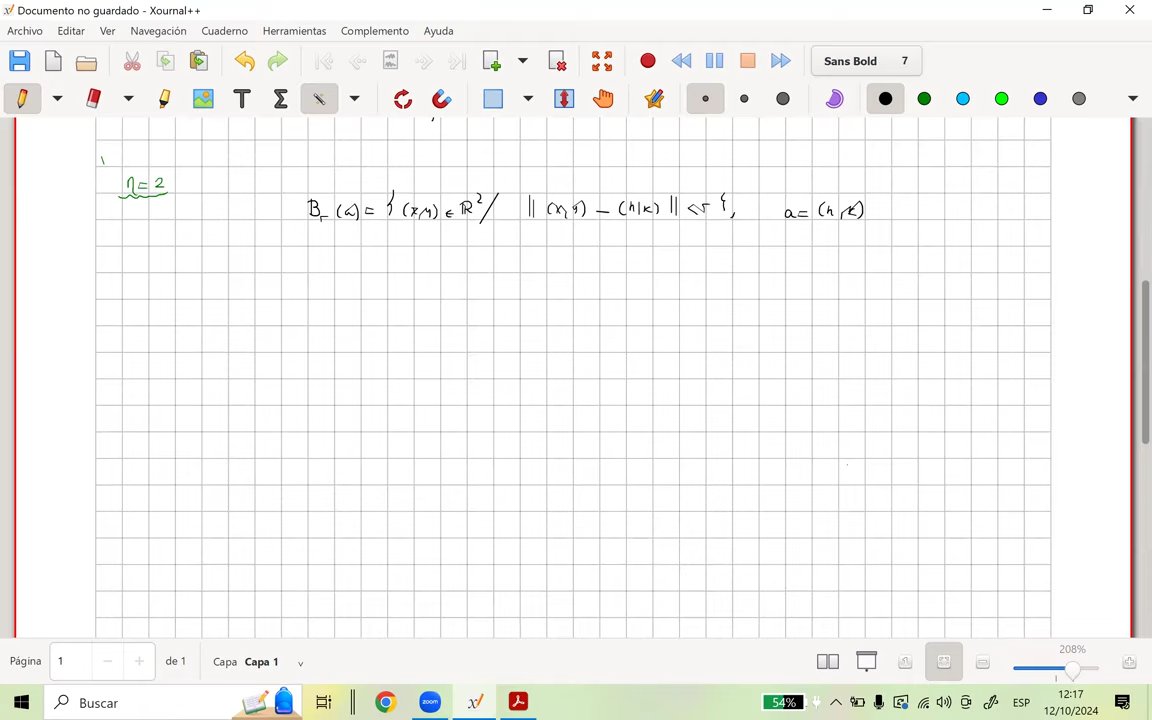 Documento no guardado - Xournal++
Archivo Editar Ver Navegación Cuaderno Herramientas Complemento Ayuda
Sans Bold 7
n = 2
B_r (a) = { (x,y) ∈ ℝ² / || (x,y) - (h,k) || < r }, a = (h,k)
Página 1 de 1 Capa Capa 1 208%
Buscar 54% ESP 12:17
12/10/2024